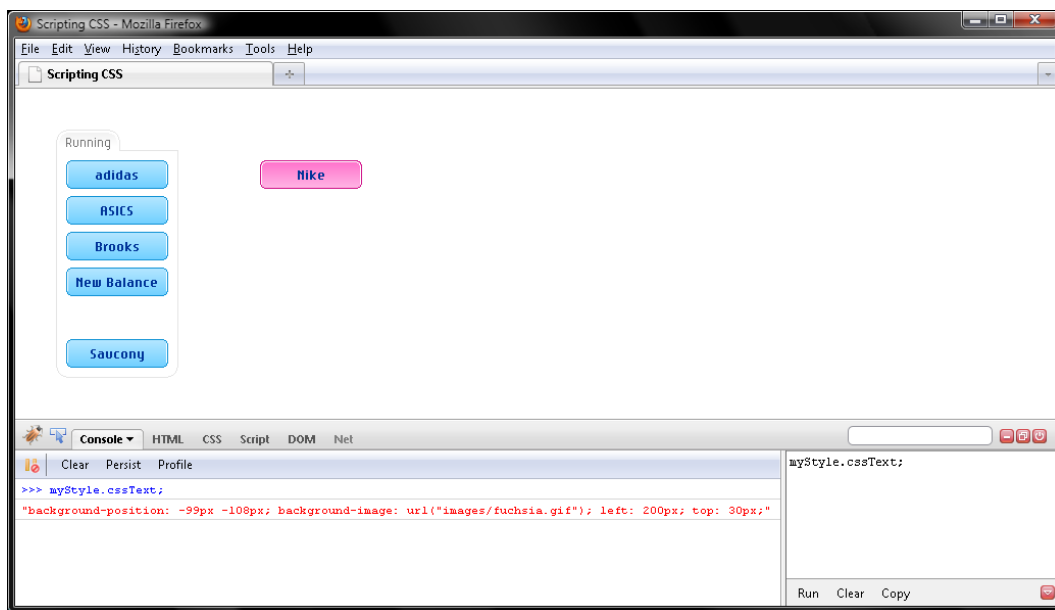 Scripting CSS - Mozilla Firefox
File Edit View History Bookmarks Tools Help
Scripting CSS
Running
adidas
Nike
ASICS
Brooks
New Balance
Saucony
Console HTML CSS Script DOM Net
Clear Persist Profile
myStyle.cssText;
>>> myStyle.cssText;
"background-position: -99px -108px; background-image: url("images/fuchsia.gif"); left: 200px; top: 30px;"
Run Clear Copy